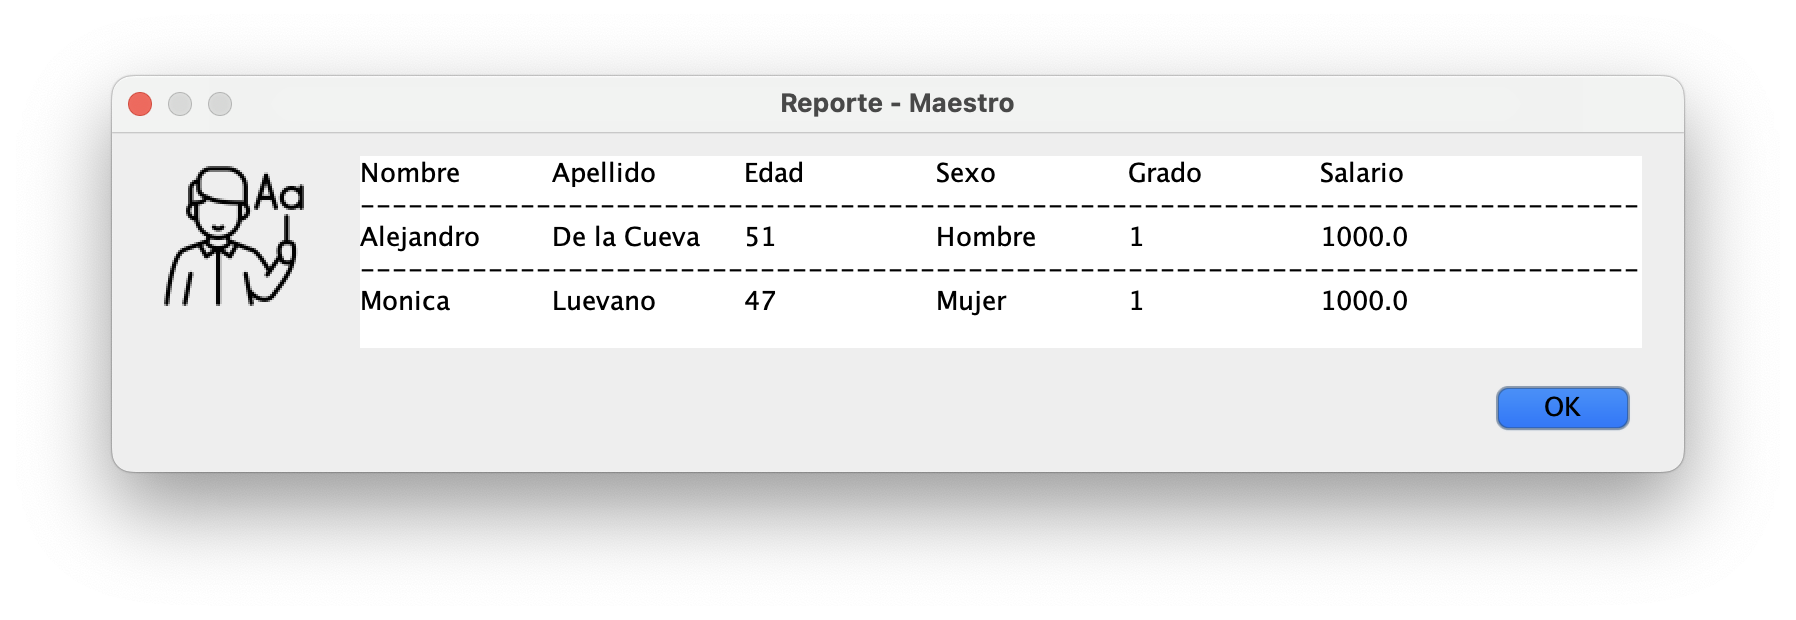 Reporte - Maestro
Aa
Nombre Apellido Edad Sexo Grado Salario
--------------------------------------------------------------------------------
Alejandro De la Cueva 51 Hombre 1 1000.0
--------------------------------------------------------------------------------
Monica Luevano 47 Mujer 1 1000.0
OK